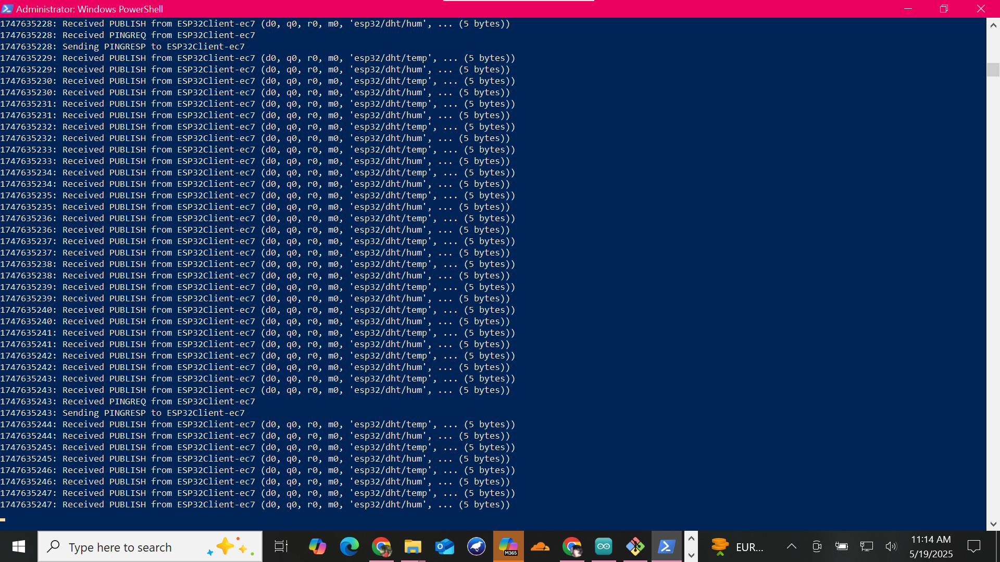 Administrator: Windows PowerShell
1747635228: Received PUBLISH from ESP32Client-ec7 (d0, q0, r0, m0, 'esp32/dht/hum', ... (5 bytes))
1747635228: Received PINGREQ from ESP32Client-ec7
1747635228: Sending PINGRESP to ESP32Client-ec7
1747635229: Received PUBLISH from ESP32Client-ec7 (d0, q0, r0, m0, 'esp32/dht/temp', ... (5 bytes))
1747635229: Received PUBLISH from ESP32Client-ec7 (d0, q0, r0, m0, 'esp32/dht/hum', ... (5 bytes))
1747635230: Received PUBLISH from ESP32Client-ec7 (d0, q0, r0, m0, 'esp32/dht/temp', ... (5 bytes))
1747635230: Received PUBLISH from ESP32Client-ec7 (d0, q0, r0, m0, 'esp32/dht/hum', ... (5 bytes))
1747635231: Received PUBLISH from ESP32Client-ec7 (d0, q0, r0, m0, 'esp32/dht/temp', ... (5 bytes))
1747635231: Received PUBLISH from ESP32Client-ec7 (d0, q0, r0, m0, 'esp32/dht/hum', ... (5 bytes))
1747635232: Received PUBLISH from ESP32Client-ec7 (d0, q0, r0, m0, 'esp32/dht/temp', ... (5 bytes))
1747635232: Received PUBLISH from ESP32Client-ec7 (d0, q0, r0, m0, 'esp32/dht/hum', ... (5 bytes))
1747635233: Received PUBLISH from ESP32Client-ec7 (d0, q0, r0, m0, 'esp32/dht/temp', ... (5 bytes))
1747635233: Received PUBLISH from ESP32Client-ec7 (d0, q0, r0, m0, 'esp32/dht/hum', ... (5 bytes))
1747635234: Received PUBLISH from ESP32Client-ec7 (d0, q0, r0, m0, 'esp32/dht/temp', ... (5 bytes))
1747635234: Received PUBLISH from ESP32Client-ec7 (d0, q0, r0, m0, 'esp32/dht/hum', ... (5 bytes))
1747635235: Received PUBLISH from ESP32Client-ec7 (d0, q0, r0, m0, 'esp32/dht/temp', ... (5 bytes))
1747635235: Received PUBLISH from ESP32Client-ec7 (d0, q0, r0, m0, 'esp32/dht/hum', ... (5 bytes))
1747635236: Received PUBLISH from ESP32Client-ec7 (d0, q0, r0, m0, 'esp32/dht/temp', ... (5 bytes))
1747635236: Received PUBLISH from ESP32Client-ec7 (d0, q0, r0, m0, 'esp32/dht/hum', ... (5 bytes))
1747635237: Received PUBLISH from ESP32Client-ec7 (d0, q0, r0, m0, 'esp32/dht/temp', ... (5 bytes))
1747635237: Received PUBLISH from ESP32Client-ec7 (d0, q0, r0, m0, 'esp32/dht/hum', ... (5 bytes))
1747635238: Received PUBLISH from ESP32Client-ec7 (d0, q0, r0, m0, 'esp32/dht/temp', ... (5 bytes))
1747635238: Received PUBLISH from ESP32Client-ec7 (d0, q0, r0, m0, 'esp32/dht/hum', ... (5 bytes))
1747635239: Received PUBLISH from ESP32Client-ec7 (d0, q0, r0, m0, 'esp32/dht/temp', ... (5 bytes))
1747635239: Received PUBLISH from ESP32Client-ec7 (d0, q0, r0, m0, 'esp32/dht/hum', ... (5 bytes))
1747635240: Received PUBLISH from ESP32Client-ec7 (d0, q0, r0, m0, 'esp32/dht/temp', ... (5 bytes))
1747635240: Received PUBLISH from ESP32Client-ec7 (d0, q0, r0, m0, 'esp32/dht/hum', ... (5 bytes))
1747635241: Received PUBLISH from ESP32Client-ec7 (d0, q0, r0, m0, 'esp32/dht/temp', ... (5 bytes))
1747635241: Received PUBLISH from ESP32Client-ec7 (d0, q0, r0, m0, 'esp32/dht/hum', ... (5 bytes))
1747635242: Received PUBLISH from ESP32Client-ec7 (d0, q0, r0, m0, 'esp32/dht/temp', ... (5 bytes))
1747635242: Received PUBLISH from ESP32Client-ec7 (d0, q0, r0, m0, 'esp32/dht/hum', ... (5 bytes))
1747635243: Received PUBLISH from ESP32Client-ec7 (d0, q0, r0, m0, 'esp32/dht/temp', ... (5 bytes))
1747635243: Received PUBLISH from ESP32Client-ec7 (d0, q0, r0, m0, 'esp32/dht/hum', ... (5 bytes))
1747635243: Received PINGREQ from ESP32Client-ec7
1747635243: Sending PINGRESP to ESP32Client-ec7
1747635244: Received PUBLISH from ESP32Client-ec7 (d0, q0, r0, m0, 'esp32/dht/temp', ... (5 bytes))
1747635244: Received PUBLISH from ESP32Client-ec7 (d0, q0, r0, m0, 'esp32/dht/hum', ... (5 bytes))
1747635245: Received PUBLISH from ESP32Client-ec7 (d0, q0, r0, m0, 'esp32/dht/temp', ... (5 bytes))
1747635245: Received PUBLISH from ESP32Client-ec7 (d0, q0, r0, m0, 'esp32/dht/hum', ... (5 bytes))
1747635246: Received PUBLISH from ESP32Client-ec7 (d0, q0, r0, m0, 'esp32/dht/temp', ... (5 bytes))
1747635246: Received PUBLISH from ESP32Client-ec7 (d0, q0, r0, m0, 'esp32/dht/hum', ... (5 bytes))
1747635247: Received PUBLISH from ESP32Client-ec7 (d0, q0, r0, m0, 'esp32/dht/temp', ... (5 bytes))
1747635247: Received PUBLISH from ESP32Client-ec7 (d0, q0, r0, m0, 'esp32/dht/hum', ... (5 bytes))
Type here to search
M365
EUR...
11:14 AM
5/19/2025